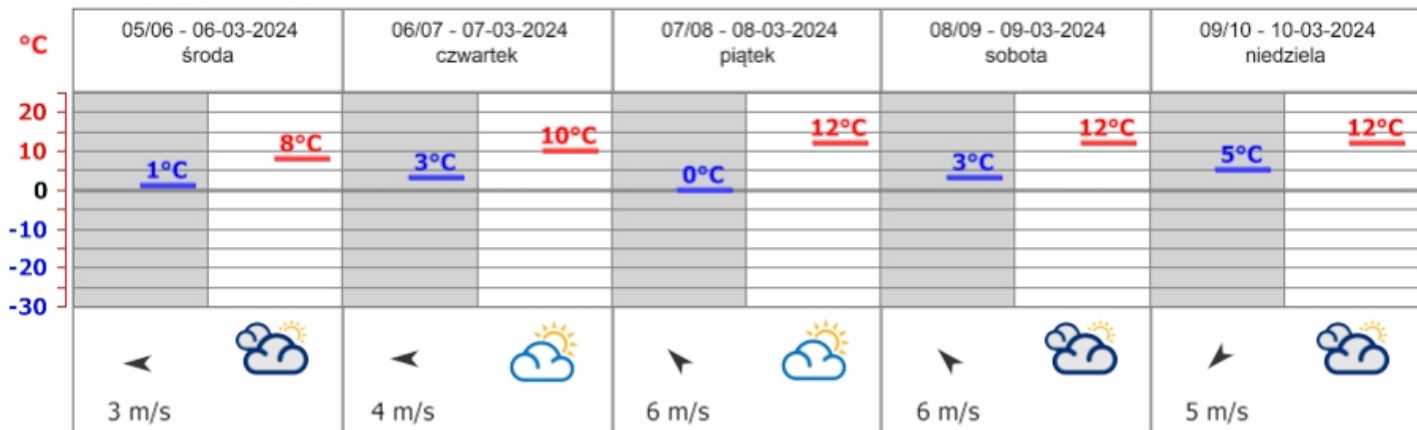 °C
05/06 - 06-03-2024
środa
06/07 - 07-03-2024
czwartek
07/08 - 08-03-2024
piątek
08/09 - 09-03-2024
sobota
09/10 - 10-03-2024
niedziela
20
10
0
-10
-20
-30
1°C
8°C
3°C
10°C
0°C
12°C
3°C
12°C
5°C
12°C
3 m/s
4 m/s
6 m/s
6 m/s
5 m/s